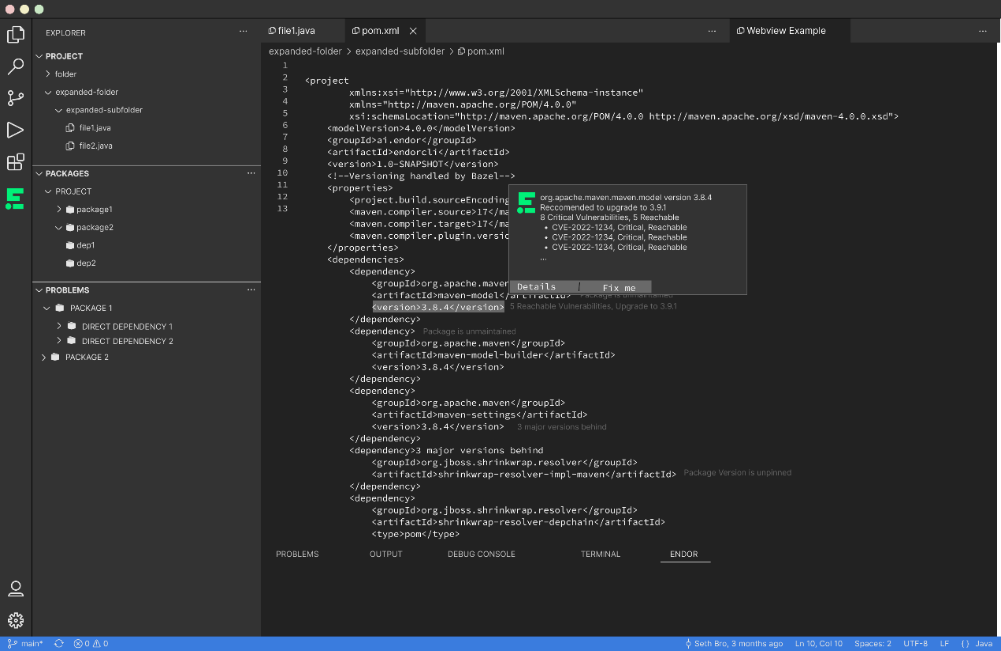 EXPLORER
PROJECT
folder
expanded-folder
expanded-subfolder
file1.java
file2.java
PACKAGES
PROJECT
package1
package2
dep1
dep2
PROBLEMS
PACKAGE 1
DIRECT DEPENDENCY 1
DIRECT DEPENDENCY 2
PACKAGE 2
file1.java
pom.xml
Webview Example
expanded-folder > expanded-subfolder > pom.xml
1
2 <project
3 xmlns:xsi="http://www.w3.org/2001/XMLSchema-instance"
4 xmlns="http://maven.apache.org/POM/4.0.0"
5 xsi:schemaLocation="http://maven.apache.org/POM/4.0.0 http://maven.apache.org/xsd/maven-4.0.0.xsd">
6 <modelVersion>4.0.0</modelVersion>
7 <groupId>ai.endor</groupId>
8 <artifactId>endorcli</artifactId>
9 <version>1.0-SNAPSHOT</version>
10 <!--Versioning handled by Bazel-->
11 <properties>
12 <project.build.sourceEncoding
13 <maven.compiler.source>17</ma
<maven.compiler.target>17</ma
<maven.compiler.plugin.versio
</properties>
<dependencies>
<dependency>
<groupId>org.apache.mave
<artifactId>maven-model</artifactId> Package is unmaintained
<version>3.8.4</version> 5 Reachable Vulnerabilities, Upgrade to 3.9.1
</dependency>
<dependency> Package is unmaintained
<groupId>org.apache.maven</groupId>
<artifactId>maven-model-builder</artifactId>
<version>3.8.4</version>
</dependency>
<dependency>
<groupId>org.apache.maven</groupId>
<artifactId>maven-settings</artifactId>
<version>3.8.4</version> 3 major versions behind
</dependency>
<dependency>3 major versions behind
<groupId>org.jboss.shrinkwrap.resolver</groupId>
<artifactId>shrinkwrap-resolver-impl-maven</artifactId> Package Version is unpinned
</dependency>
<dependency>
<groupId>org.jboss.shrinkwrap.resolver</groupId>
<artifactId>shrinkwrap-resolver-depchain</artifactId>
<type>pom</type>
org.apache.maven.maven.model version 3.8.4
Reccomended to upgrade to 3.9.1
8 Critical Vulnerabilities, 5 Reachable
• CVE-2022-1234, Critical, Reachable
• CVE-2022-1234, Critical, Reachable
• CVE-2022-1234, Critical, Reachable
...
Details | Fix me
PROBLEMS OUTPUT DEBUG CONSOLE TERMINAL ENDOR
main* 0 0 Seth Bro, 3 months ago Ln 10, Col 10 Spaces: 2 UTF-8 LF {} Java